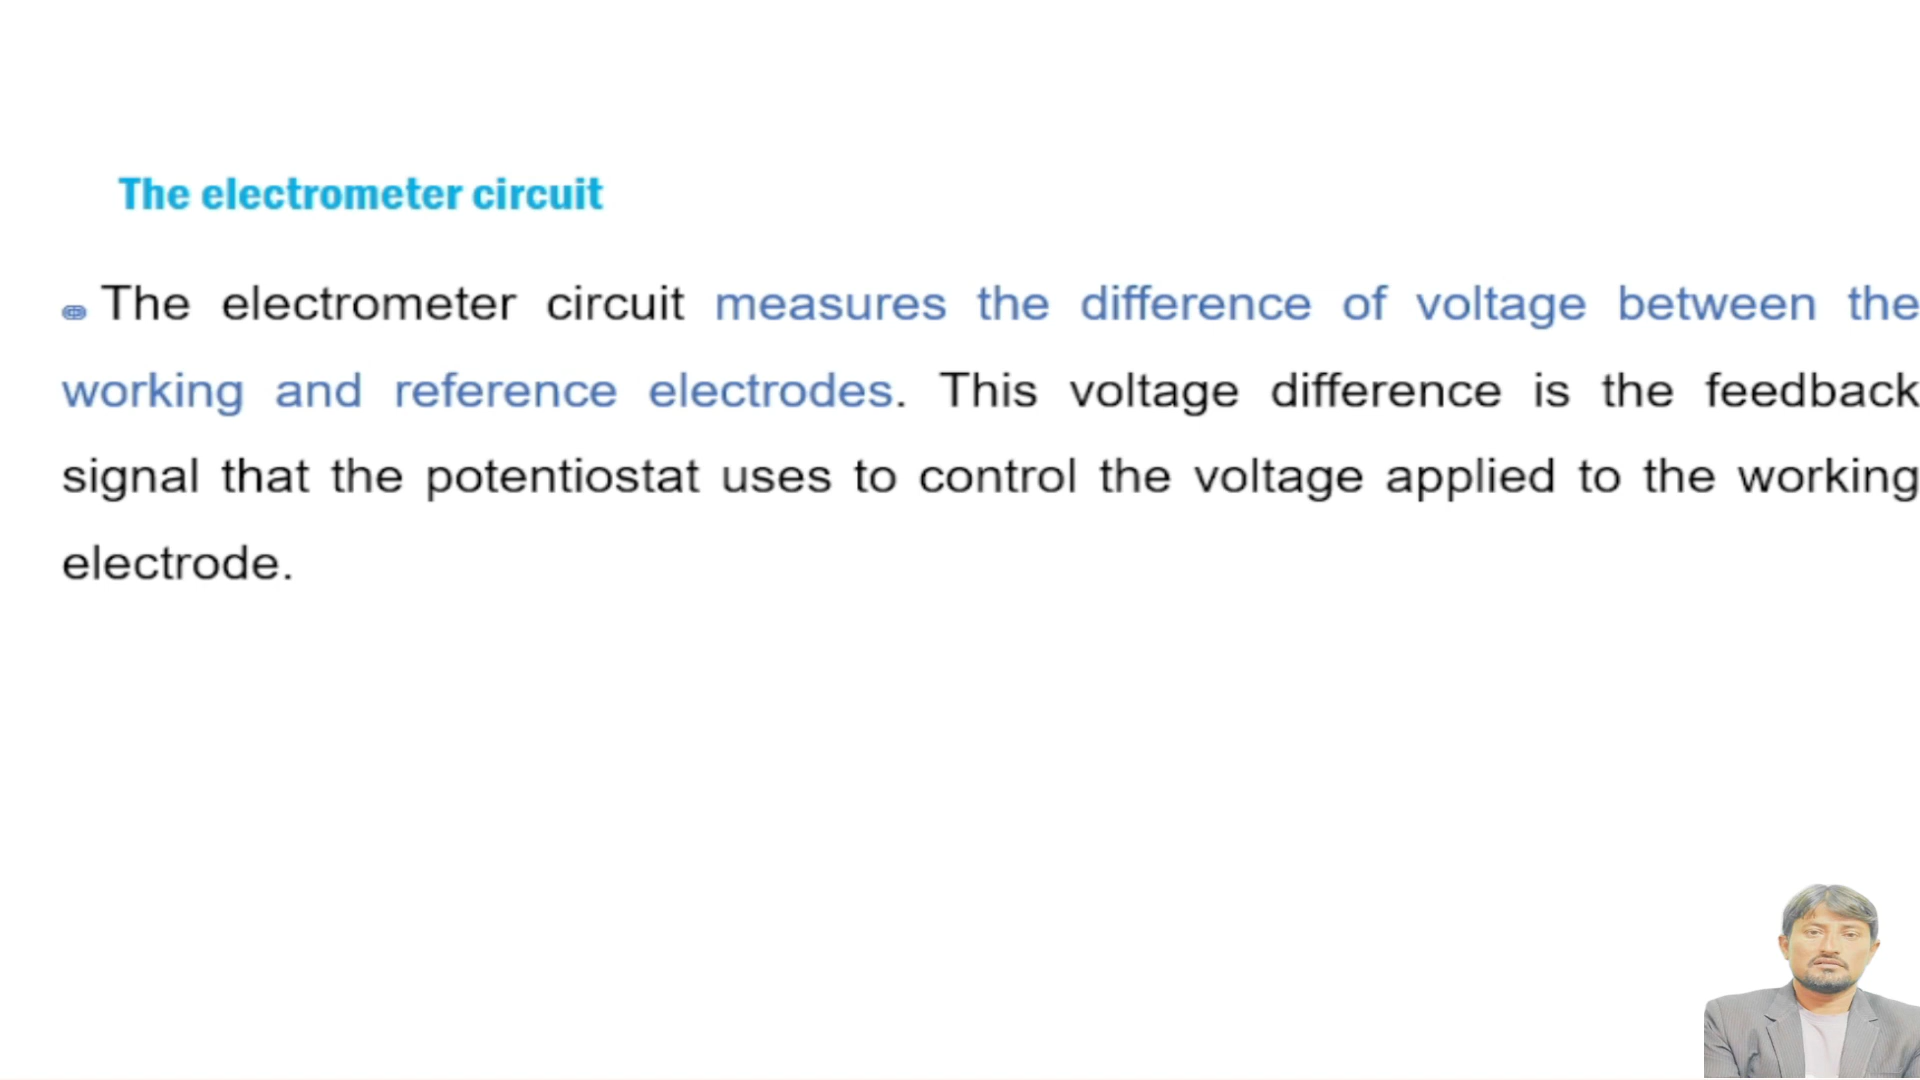 The electrometer circuit
The electrometer circuit measures the difference of voltage between the
working and reference electrodes. This voltage difference is the feedback
signal that the potentiostat uses to control the voltage applied to the working
electrode.